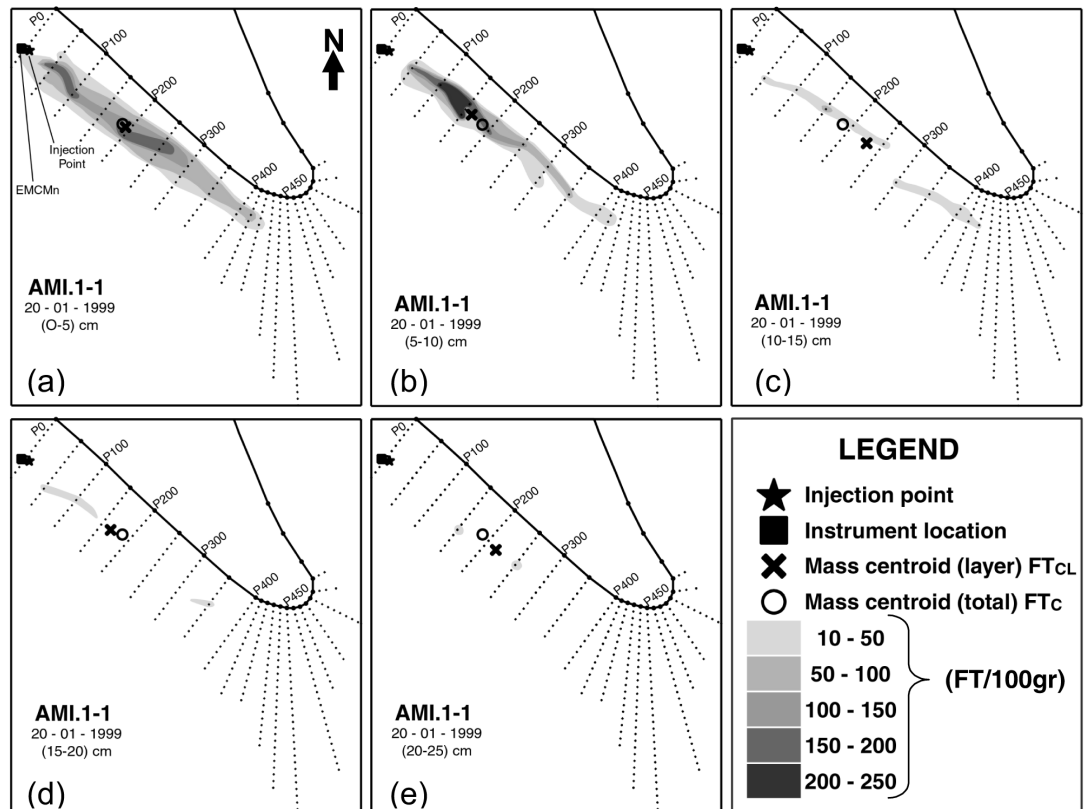 P0
P100
P200
P300
P400
P450
N
Injection
Point
EMCMn
AMI.1-1
20 - 01 - 1999
(O-5) cm
(a)
P0
P100
P200
P300
P400
P450
AMI.1-1
20 - 01 - 1999
(5-10) cm
(b)
P0
P100
P200
P300
P400
P450
AMI.1-1
20 - 01 - 1999
(10-15) cm
(c)
P0
P100
P200
P300
P400
P450
AMI.1-1
20 - 01 - 1999
(15-20) cm
(d)
P0
P100
P200
P300
P400
P450
AMI.1-1
20 - 01 - 1999
(20-25) cm
(e)
LEGEND
Injection point
Instrument location
Mass centroid (layer) FTCL
Mass centroid (total) FTC
10 - 50
50 - 100
100 - 150
150 - 200
200 - 250
(FT/100gr)